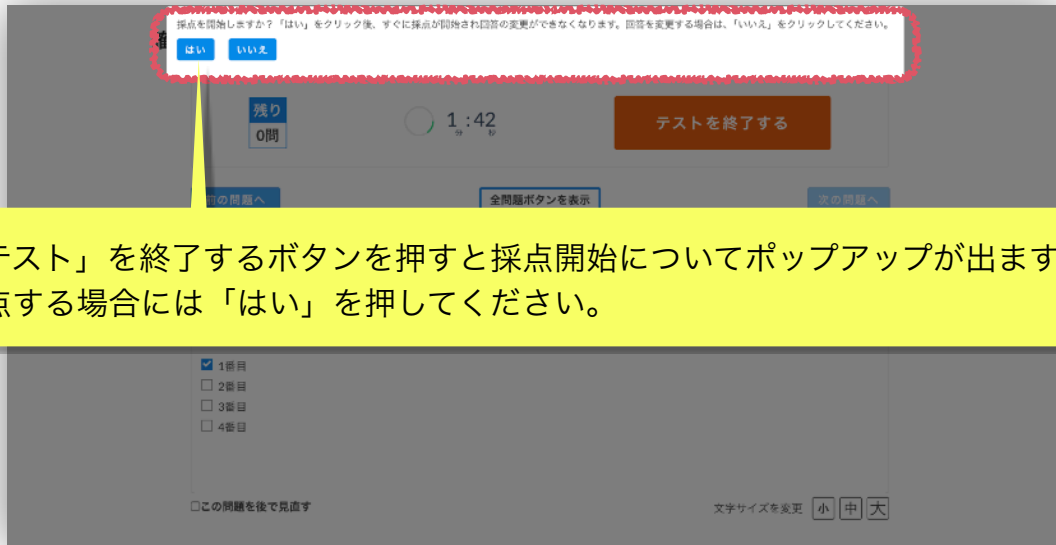 採点を開始しますか？「はい」をクリック後、すぐに採点が開始され回答の変更ができなくなります。回答を変更する場合は、「いいえ」をクリックしてください。
はい いいえ
残り
0問
1分:42秒
テストを終了する
前の問題へ
全問題ボタンを表示
次の問題へ
テスト」を終了するボタンを押すと採点開始についてポップアップが出ます
点する場合には「はい」を押してください。
1番目
2番目
3番目
4番目
この問題を後で見直す
文字サイズを変更 小 中 大